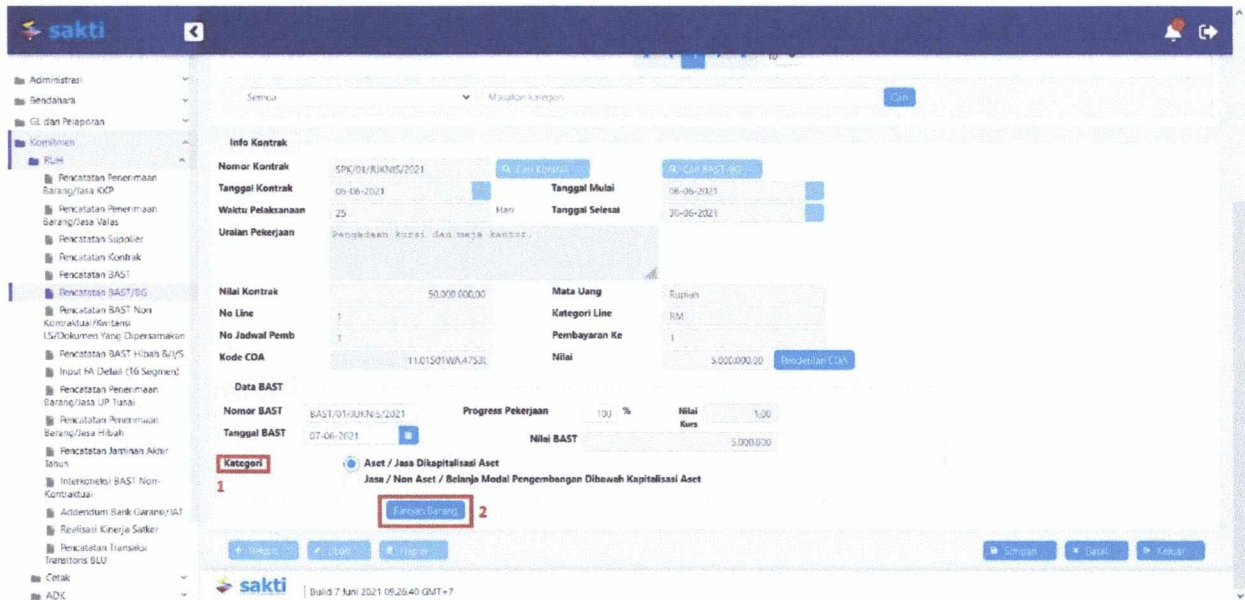 sakti
Administrasi
Bendahara
GL dan Pelaporan
Komitmen
RUH
Pencatatan Penerimaan
Barang/Jasa KKP
Pencatatan Penerimaan
Barang/Jasa Valas
Pencatatan Supplier
Pencatatan Kontrak
Pencatatan BAST
Pencatatan BAST/BG
Pencatatan BAST Non
Kontraktual/Kwitansi
LS/Dokumen Yang Dipersamakan
Pencatatan BAST Hibah B/J/S
Input FA Detail (16 Segmen)
Pencatatan Penerimaan
Barang/Jasa UP Tunai
Pencatatan Penerimaan
Barang/Jasa Hibah
Pencatatan Jaminan Akhir
Tahun
Interkoneksi BAST Non-
Kontraktual
Addendum Bank Garansi/JAT
Realisasi Kinerja Satker
Pencatatan Transaksi
Transitoris BLU
Cetak
ADK
10
Semua Masukan kategori Cari
Info Kontrak
Nomor Kontrak SPK/01/JUKNIS/2021 Cari Kontrak Cari BAST-BG
Tanggal Kontrak 06-06-2021 Tanggal Mulai 06-06-2021
Waktu Pelaksanaan 25 Hari Tanggal Selesai 30-06-2021
Uraian Pekerjaan Pengadaan kursi dan meja kantor.
Nilai Kontrak 50.000.000,00 Mata Uang Rupiah
No Line 1 Kategori Line RM
No Jadwal Pemb 1 Pembayaran Ke 1
Kode COA Nilai 5.000.000,00 Pendetilan COA
Data BAST
Nomor BAST BAST/01/JUKNIS/2021 Progress Pekerjaan 100 % Nilai Kurs 1,00
Tanggal BAST 07-06-2021 Nilai BAST 5.000.000
Kategori Aset / Jasa Dikapitalisasi Aset
1 Jasa / Non Aset / Belanja Modal Pengembangan Dibawah Kapitalisasi Aset
Rincian Barang 2
Rekam Ubah Hapus Simpan Batal Keluar
sakti Build 7 Juni 2021 09.26.40 GMT+7